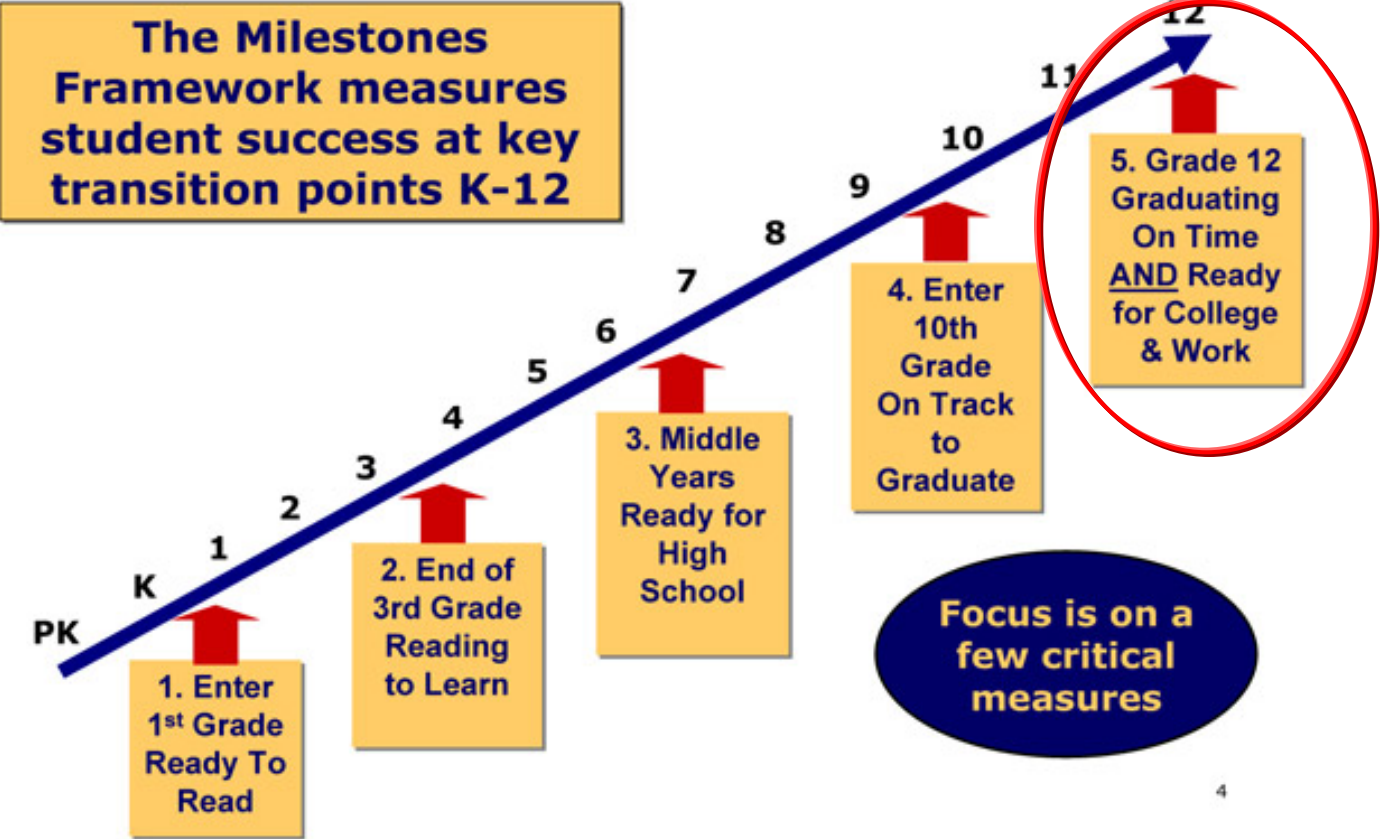 The Milestones
Framework measures
student success at key
transition points K-12
PK
K
1
2
3
4
5
6
7
8
9
10
11
12
1. Enter
1st Grade
Ready To
Read
2. End of
3rd Grade
Reading
to Learn
3. Middle
Years
Ready for
High
School
4. Enter
10th
Grade
On Track
to
Graduate
5. Grade 12
Graduating
On Time
AND Ready
for College
& Work
Focus is on a
few critical
measures
4